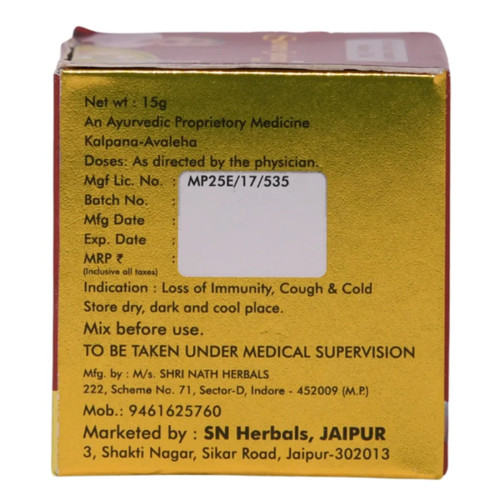 Net wt : 15g
An Ayurvedic Proprietory Medicine
Kalpana-Avaleha
Doses: As directed by the physician.
Mgf Lic. No. : MP25E/17/535
Batch No. :
Mfg Date :
Exp. Date :
MRP ₹ :
(Inclusive all taxes)
Indication : Loss of Immunity, Cough & Cold
Store dry, dark and cool place.
Mix before use.
TO BE TAKEN UNDER MEDICAL SUPERVISION
Mfg. by : M/s. SHRI NATH HERBALS
222, Scheme No. 71, Sector-D, Indore - 452009 (M.P.)
Mob.: 9461625760
Marketed by : SN Herbals, JAIPUR
3, Shakti Nagar, Sikar Road, Jaipur-302013